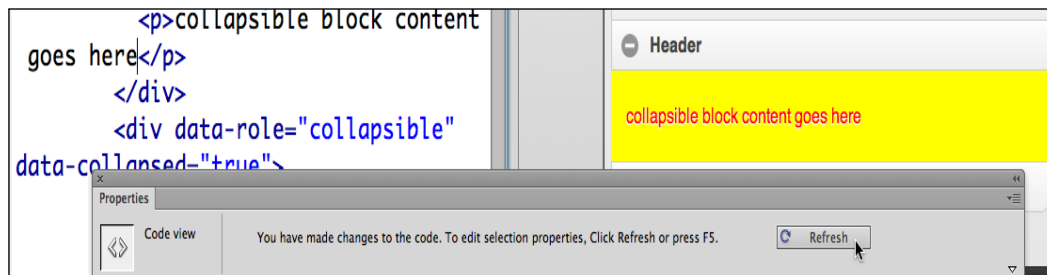 <p>collapsible block content
goes here</p>
</div>
<div data-role="collapsible"
data-collapsed="true">
Header
collapsible block content goes here
Properties
Code view
You have made changes to the code. To edit selection properties, Click Refresh or press F5.
Refresh